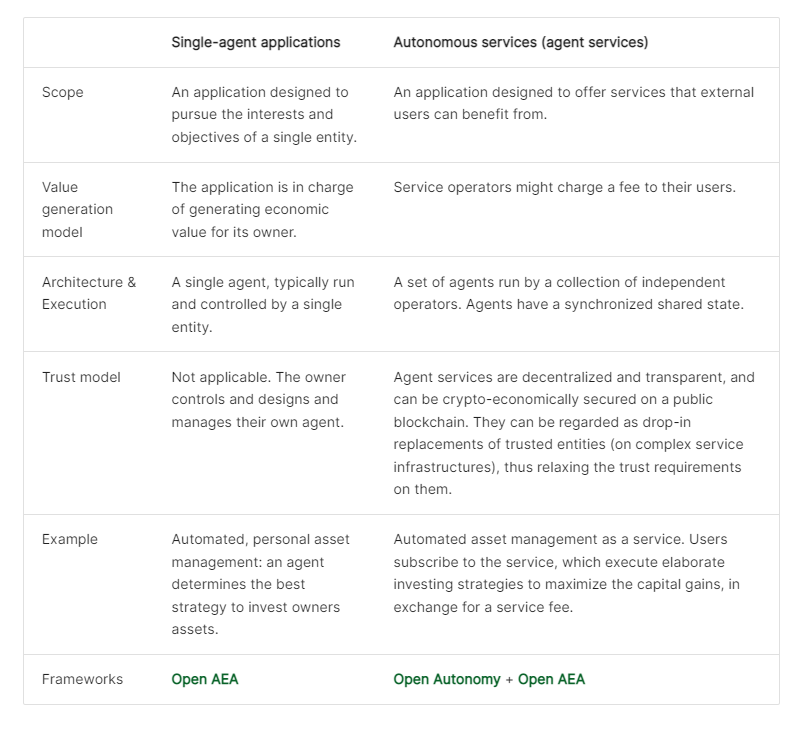 Single-agent applications
Autonomous services (agent services)
Scope
An application designed to
pursue the interests and
objectives of a single entity.
An application designed to offer services that external
users can benefit from.
Value
generation
model
The application is in charge
of generating economic
value for its owner.
Service operators might charge a fee to their users.
Architecture &
Execution
A single agent, typically run
and controlled by a single
entity.
A set of agents run by a collection of independent
operators. Agents have a synchronized shared state.
Trust model
Not applicable. The owner
controls and designs and
manages their own agent.
Agent services are decentralized and transparent, and
can be crypto-economically secured on a public
blockchain. They can be regarded as drop-in
replacements of trusted entities (on complex service
infrastructures), thus relaxing the trust requirements
on them.
Example
Automated, personal asset
management: an agent
determines the best
strategy to invest owners
assets.
Automated asset management as a service. Users
subscribe to the service, which execute elaborate
investing strategies to maximize the capital gains, in
exchange for a service fee.
Frameworks
Open AEA
Open Autonomy + Open AEA